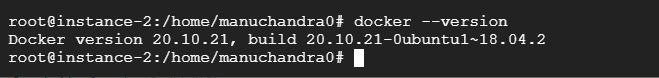 root@instance-2:/home/manuchandra0# docker --version
Docker version 20.10.21, build 20.10.21-0ubuntu1~18.04.2
root@instance-2:/home/manuchandra0#